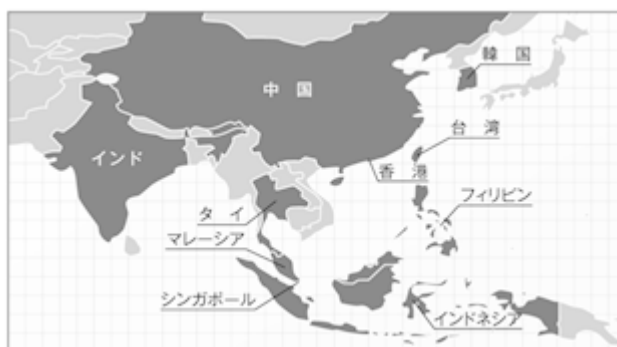 韓国
中国
台湾
インド
香港
フィリピン
タイ
マレーシア
シンガポール
インドネシア